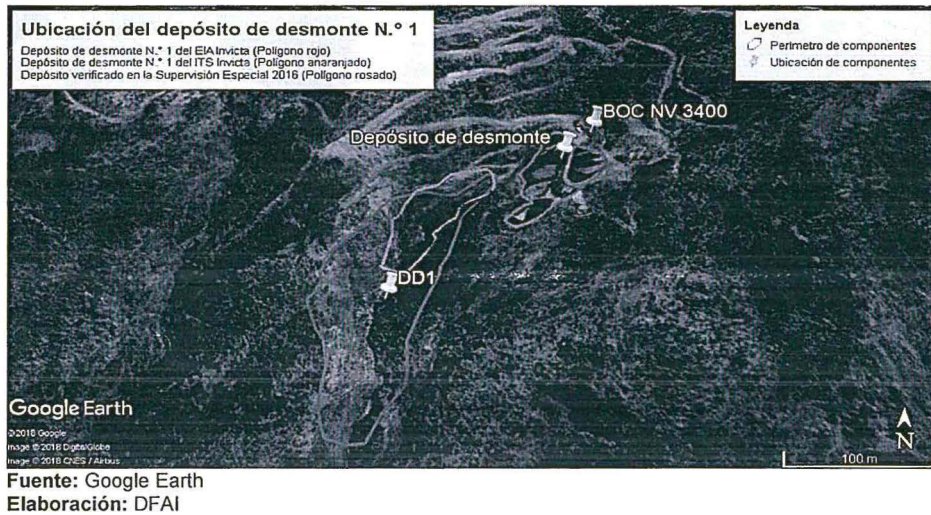 Ubicación del depósito de desmonte N.° 1
Depósito de desmonte N.° 1 del EIA Invicta (Polígono rojo)
Depósito de desmonte N.° 1 del ITS Invicta (Polígono anaranjado)
Depósito verificado en la Supervisión Especial 2016 (Polígono rosado)
Leyenda
Perimetro de componentes
Ubicación de componentes
BOC NV 3400
Depósito de desmonte
DD1
Google Earth
© 2018 Google
mage © 2018 DigitalGlobe
mage © 2018 CNES / Airbus
N
100 m
Fuente: Google Earth
Elaboración: DFAI